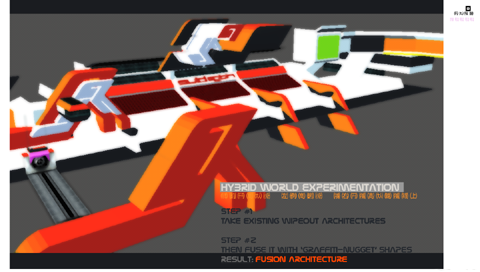 HYBRID WORLD EXPERIMENTATION
STEP #1
TAKE EXISTING WIPEOUT ARCHITECTURES
STEP #2
THEN FUSE IT WITH 'GRAFFITI-NUGGET' SHAPES
RESULT: FUSION ARCHITECTURE